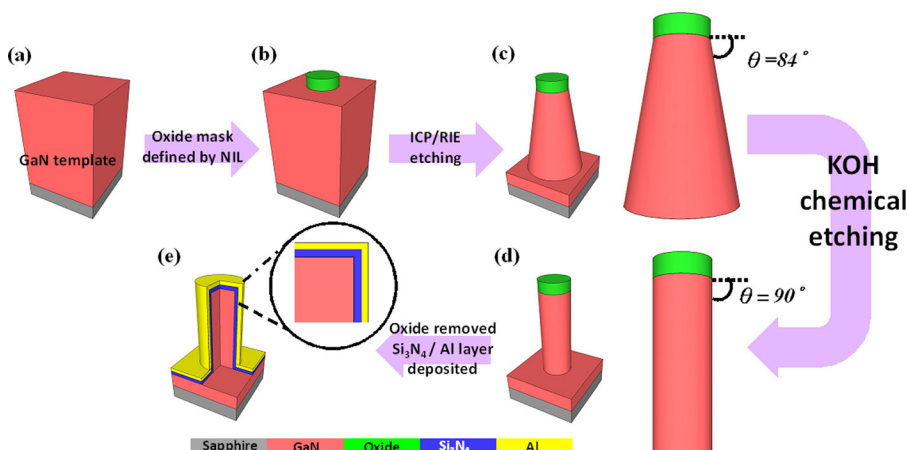 (a)
(b)
(c)
(d)
(e)
GaN template
Oxide mask
defined by NIL
ICP/RIE
etching
θ=84°
KOH
chemical
etching
θ=90°
Oxide removed
Si₃N₄ / Al layer
deposited
Sapphire GaN Oxide Si₃N₄ Al